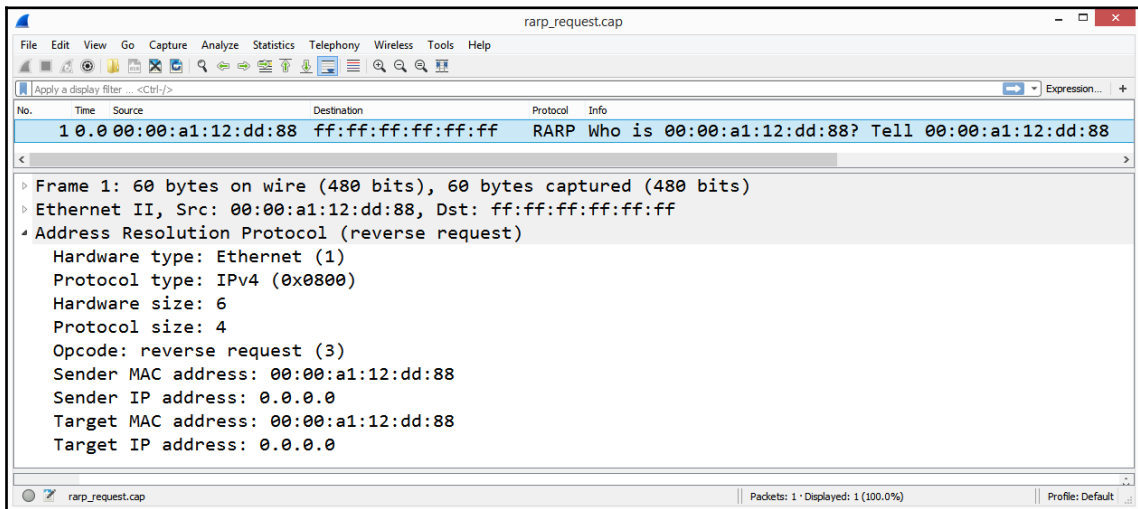 rarp_request.cap
File Edit View Go Capture Analyze Statistics Telephony Wireless Tools Help
Apply a display filter ... <Ctrl-/> Expression... +
No. Time Source Destination Protocol Info
1 0.0 00:00:a1:12:dd:88 ff:ff:ff:ff:ff:ff RARP Who is 00:00:a1:12:dd:88? Tell 00:00:a1:12:dd:88
Frame 1: 60 bytes on wire (480 bits), 60 bytes captured (480 bits)
Ethernet II, Src: 00:00:a1:12:dd:88, Dst: ff:ff:ff:ff:ff:ff
Address Resolution Protocol (reverse request)
Hardware type: Ethernet (1)
Protocol type: IPv4 (0x0800)
Hardware size: 6
Protocol size: 4
Opcode: reverse request (3)
Sender MAC address: 00:00:a1:12:dd:88
Sender IP address: 0.0.0.0
Target MAC address: 00:00:a1:12:dd:88
Target IP address: 0.0.0.0
rarp_request.cap Packets: 1 · Displayed: 1 (100.0%) Profile: Default